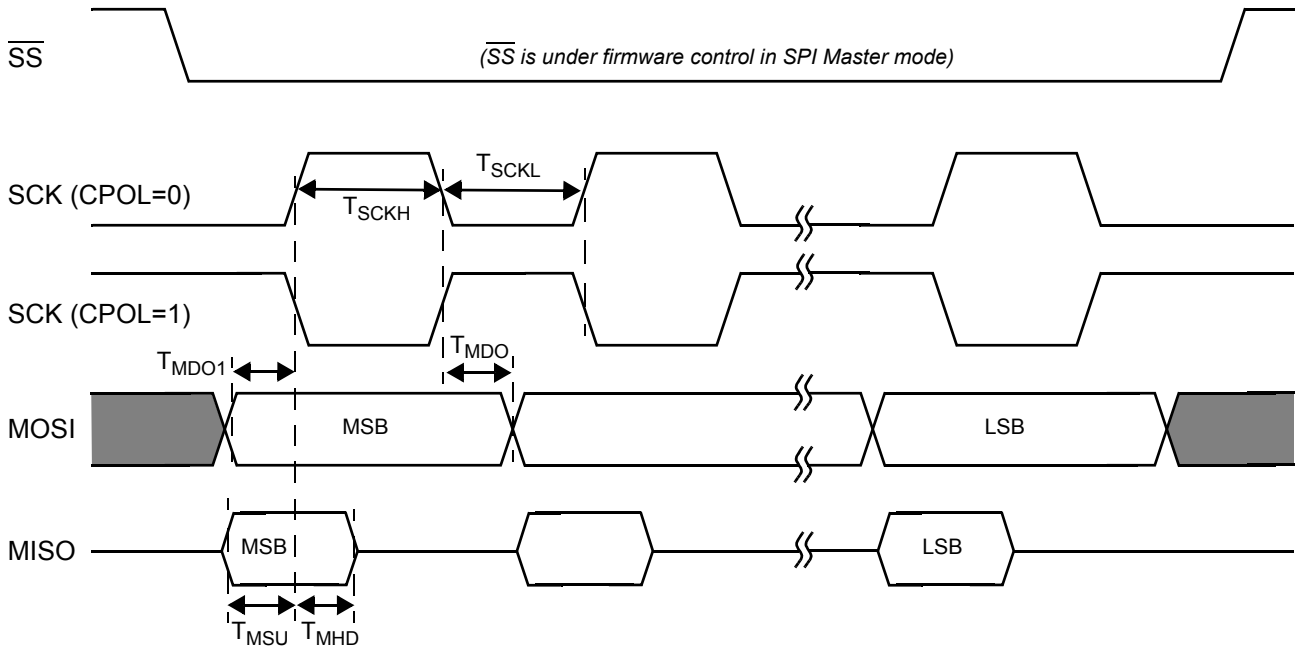 SS
(SS is under firmware control in SPI Master mode)
TSCKL
SCK (CPOL=0)
TSCKH
SCK (CPOL=1)
TMDO1
TMDO
MOSI
MSB
LSB
MISO
MSB
LSB
TMSU
TMHD